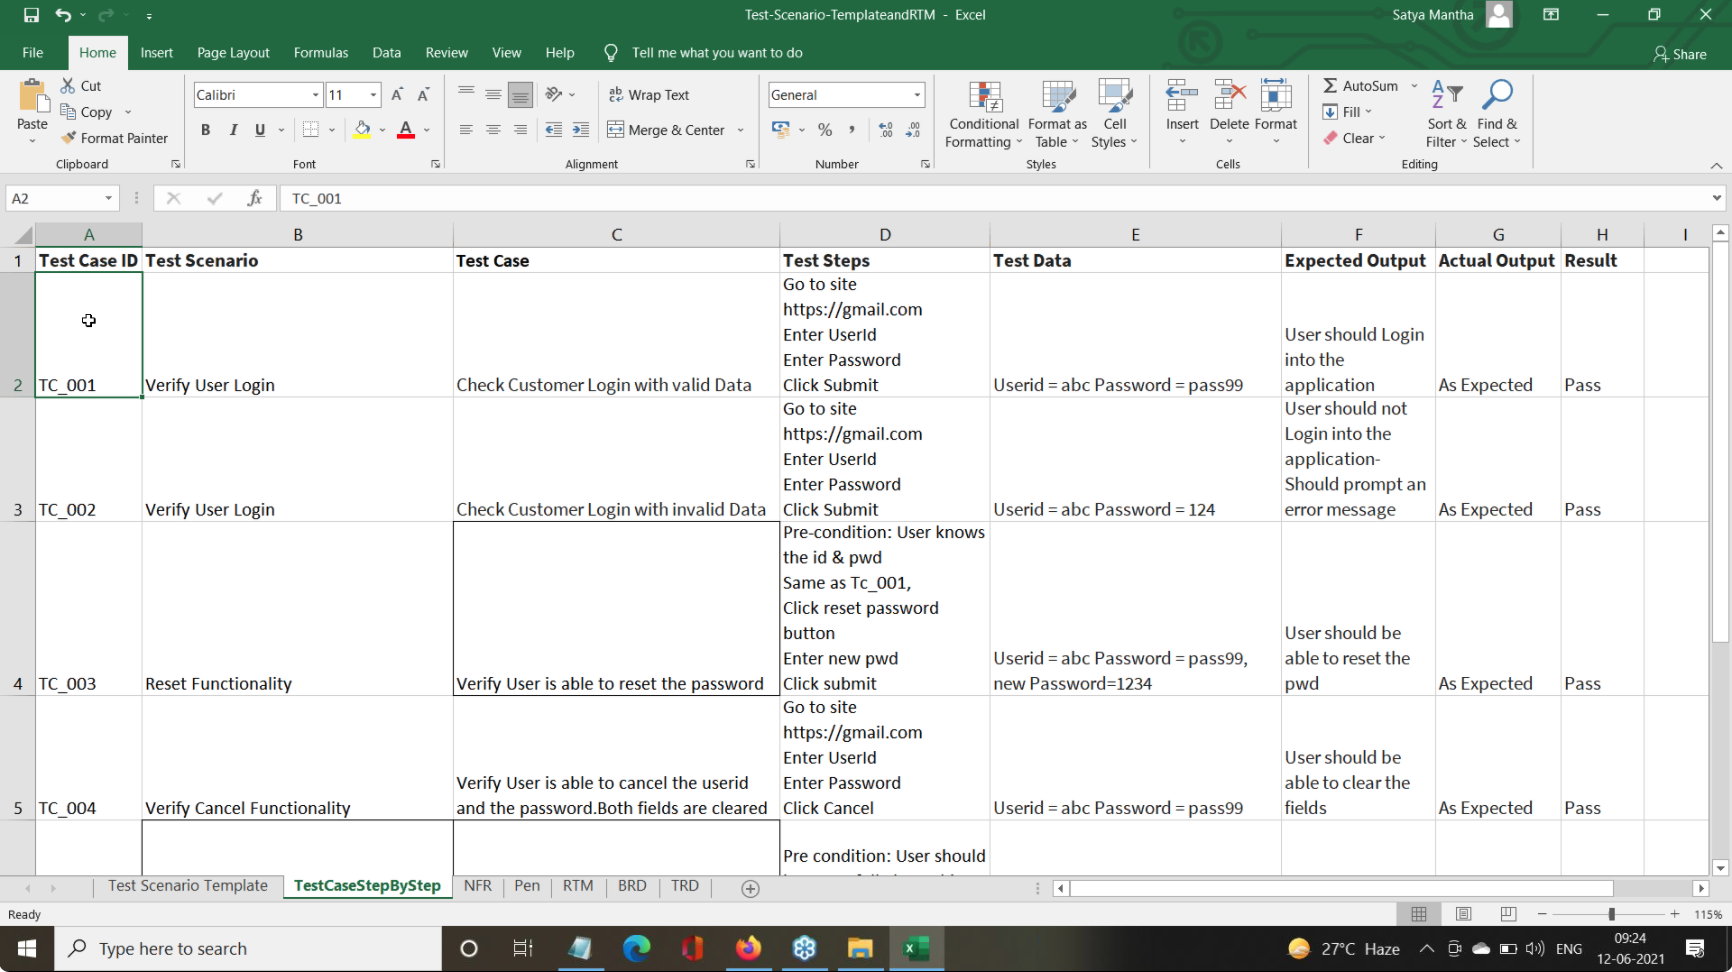 Test-Scenario-TemplateandRTM - Excel
Satya Mantha
File Home Insert Page Layout Formulas Data Review View Help Tell me what you want to do
Share
Paste
Cut
Copy
Format Painter
Clipboard
Calibri 11
B I U
Font
Wrap Text
Merge & Center
Alignment
General
Number
Conditional Formatting
Format as Table
Cell Styles
Styles
Insert Delete Format
Cells
AutoSum
Fill
Clear
Sort & Filter
Find & Select
Editing
A2
fx
TC_001
A B C D E F G H I
1 Test Case ID Test Scenario Test Case Test Steps Test Data Expected Output Actual Output Result
2 TC_001
Verify User Login
Check Customer Login with valid Data
Go to site
https://gmail.com
Enter UserId
Enter Password
Click Submit
Userid = abc Password = pass99
User should Login
into the
application
As Expected
Pass
3 TC_002
Verify User Login
Check Customer Login with invalid Data
Go to site
https://gmail.com
Enter UserId
Enter Password
Click Submit
Userid = abc Password = 124
User should not
Login into the
application-
Should prompt an
error message
As Expected
Pass
4 TC_003
Reset Functionality
Verify User is able to reset the password
Pre-condition: User knows
the id & pwd
Same as Tc_001,
Click reset password
button
Enter new pwd
Click submit
Userid = abc Password = pass99,
new Password=1234
User should be
able to reset the
pwd
As Expected
Pass
5 TC_004
Verify Cancel Functionality
Verify User is able to cancel the userid
and the password.Both fields are cleared
Go to site
https://gmail.com
Enter UserId
Enter Password
Click Cancel
Userid = abc Password = pass99
User should be
able to clear the
fields
As Expected
Pass
Pre condition: User should
Test Scenario Template TestCaseStepByStep NFR Pen RTM BRD TRD
Ready
115%
Type here to search
27°C Haze
ENG
09:24
12-06-2021